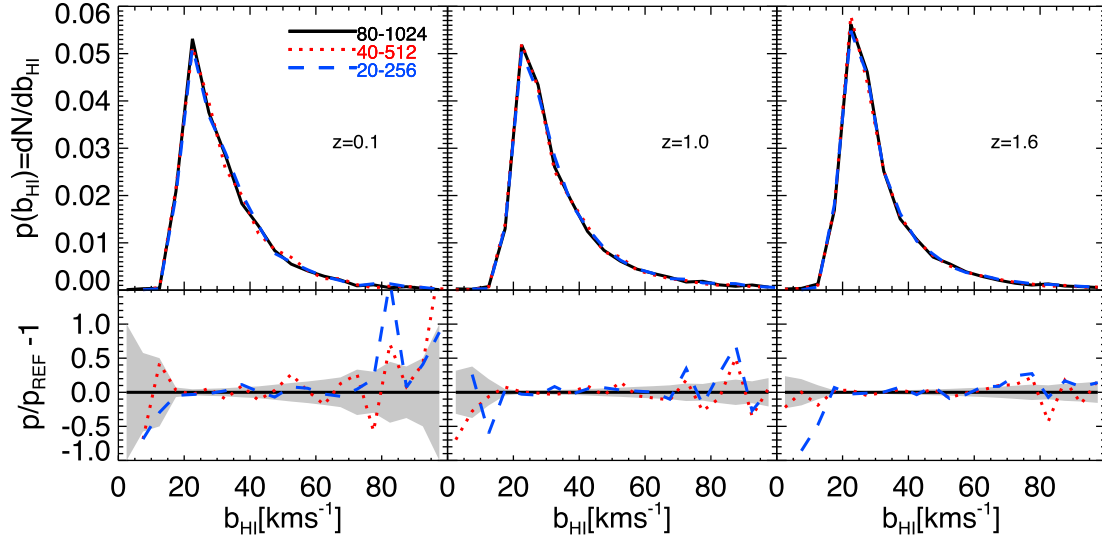 p(b_HI)=dN/db_HI
0.06
0.05
0.04
0.03
0.02
0.01
0.00
80-1024
40-512
20-256
z=0.1
z=1.0
z=1.6
p/p_REF -1
1.0
0.5
0.0
-0.5
-1.0
0 20 40 60 80 0 20 40 60 80 0 20 40 60 80
b_HI[kms⁻¹] b_HI[kms⁻¹] b_HI[kms⁻¹]